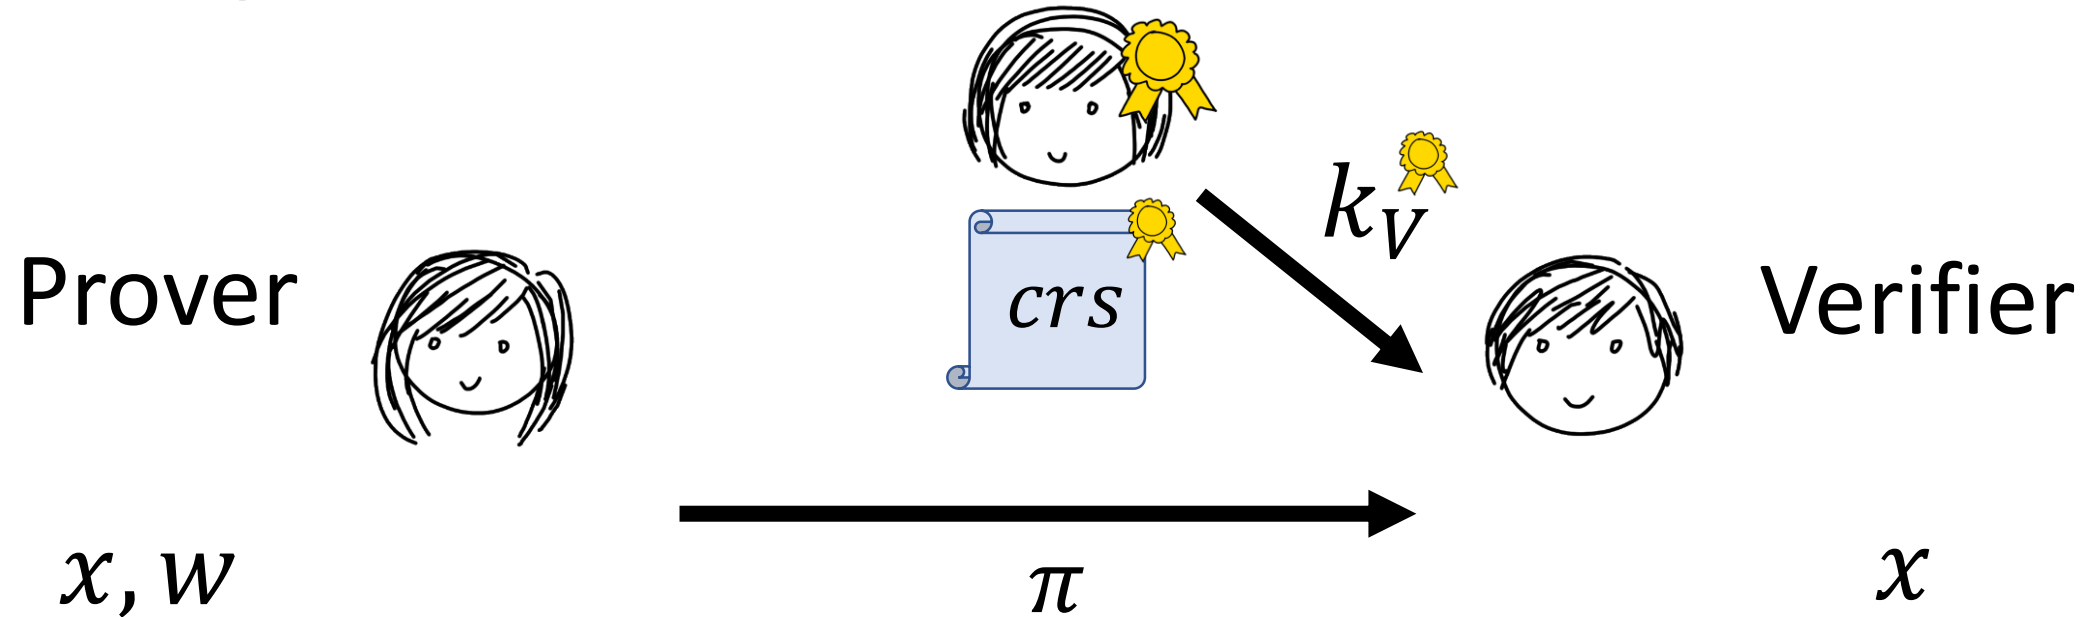 Prover
crs
k_V
Verifier
x, w
π
x